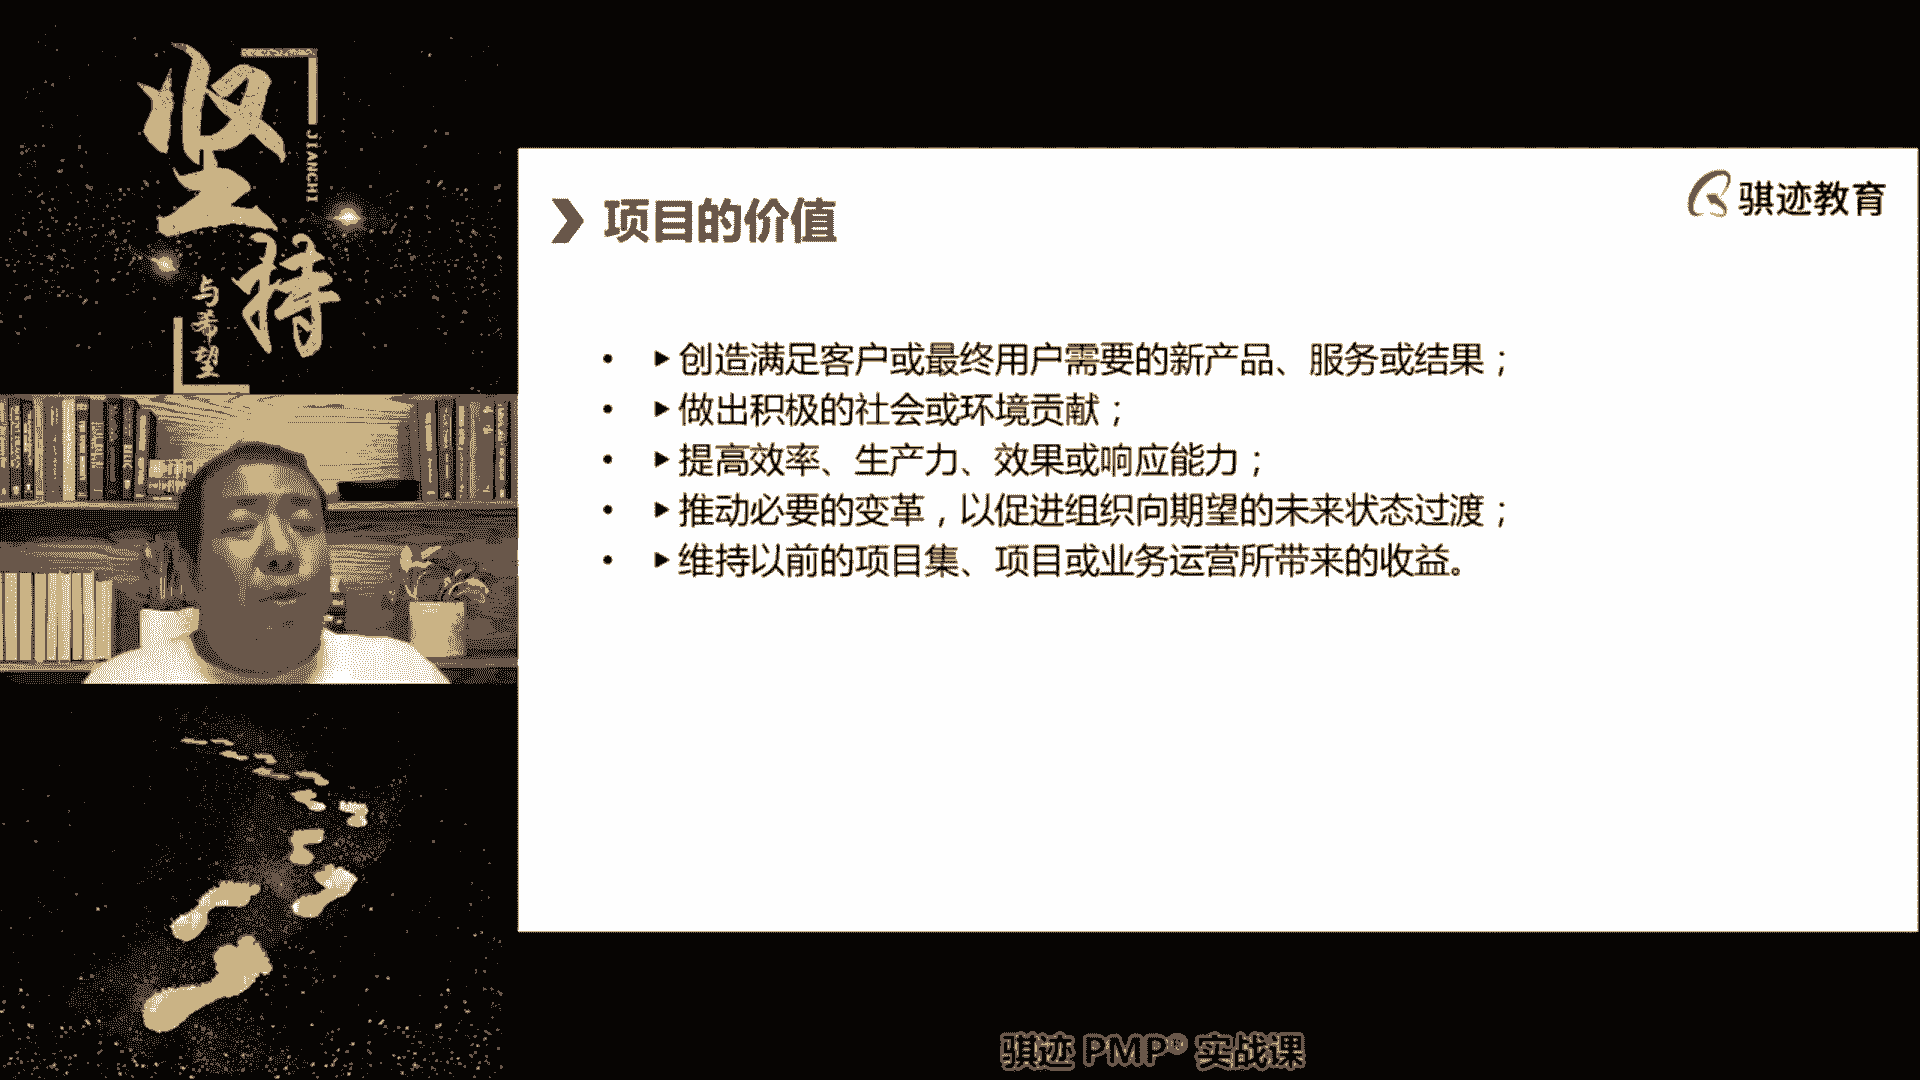 坚持
JIANCHI
与希望
骐迹教育
项目的价值
• ▶创造满足客户或最终用户需要的新产品、服务或结果；
• ▶做出积极的社会或环境贡献；
• ▶提高效率、生产力、效果或响应能力；
• ▶推动必要的变革，以促进组织向期望的未来状态过渡；
• ▶维持以前的项目集、项目或业务运营所带来的收益。
骐迹 PMP® 实战课